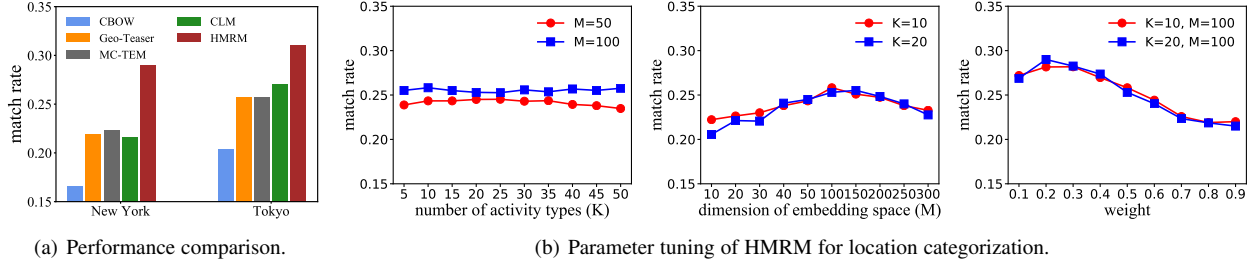 match rate
0.35
0.30
0.25
0.20
0.15
CBOW
Geo-Teaser
MC-TEM
CLM
HMRM
New York
Tokyo
(a) Performance comparison.
match rate
0.35
0.30
0.25
0.20
0.15
M=50
M=100
5 10 15 20 25 30 35 40 45 50
number of activity types (K)
match rate
0.35
0.30
0.25
0.20
0.15
K=10
K=20
10 20 30 40 50 100 150 200 250 300
dimension of embedding space (M)
match rate
0.35
0.30
0.25
0.20
0.15
K=10, M=100
K=20, M=100
0.1 0.2 0.3 0.4 0.5 0.6 0.7 0.8 0.9
weight
(b) Parameter tuning of HMRM for location categorization.